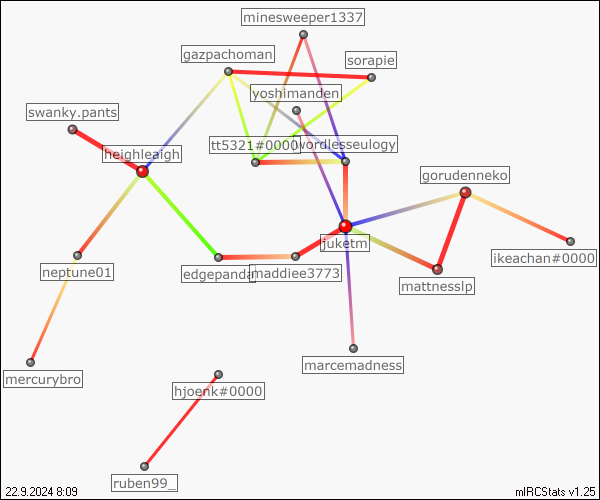 minesweeper1337
gazpachoman
sorapie
yoshimanden
swanky.pants
tt5321#0000
wordlesseulogy
heighleaigh
gorudenneko
juketm
ikeachan#0000
neptune01
edgepanda
maddiee3773
mattnesslp
marcemadness
mercurybro
hjoenk#0000
ruben99_
22.9.2024 8:09
mIRCStats v1.25